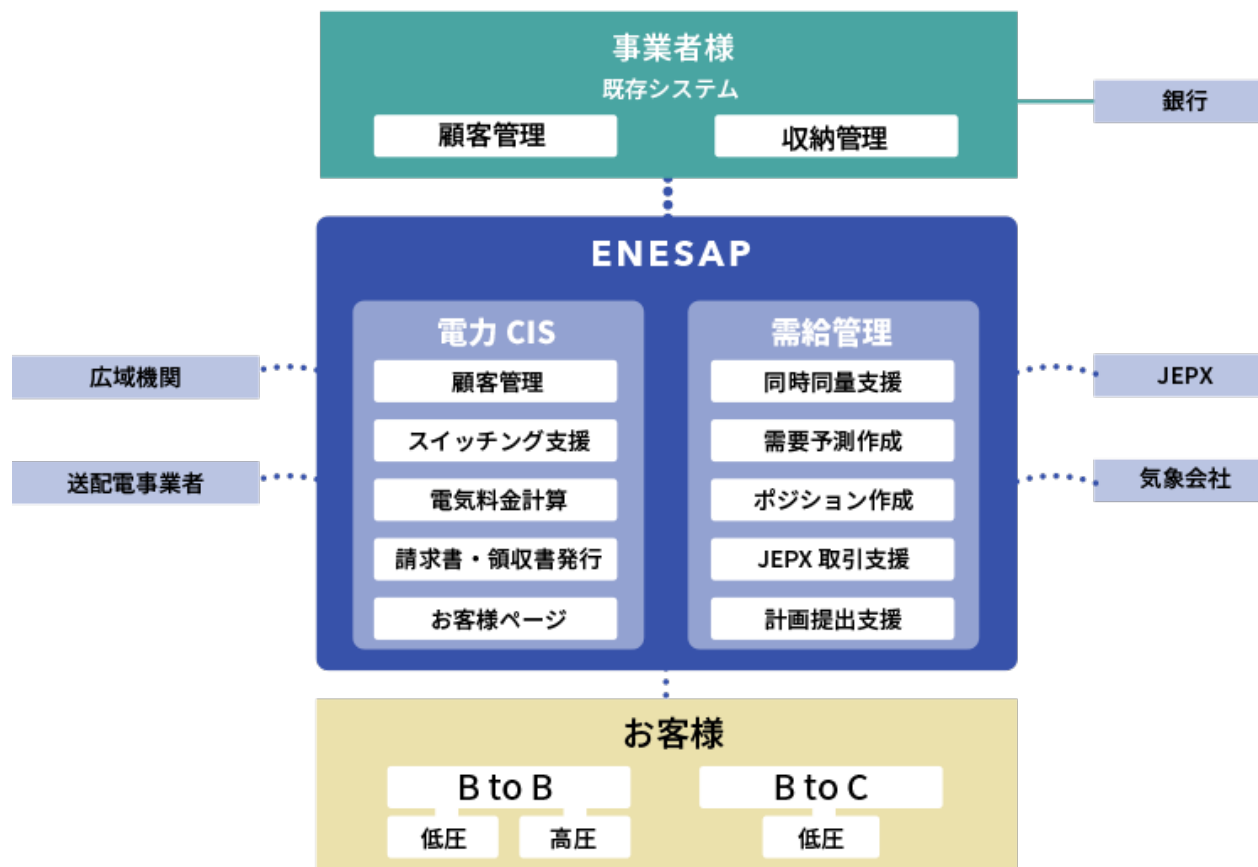 事業者様
既存システム
顧客管理
収納管理
銀行
ENESAP
電力 CIS
顧客管理
スイッチング支援
電気料金計算
請求書・領収書発行
お客様ページ
需給管理
同時同量支援
需要予測作成
ポジション作成
JEPX 取引支援
計画提出支援
広域機関
送配電事業者
JEPX
気象会社
お客様
B to B
低圧
高圧
B to C
低圧